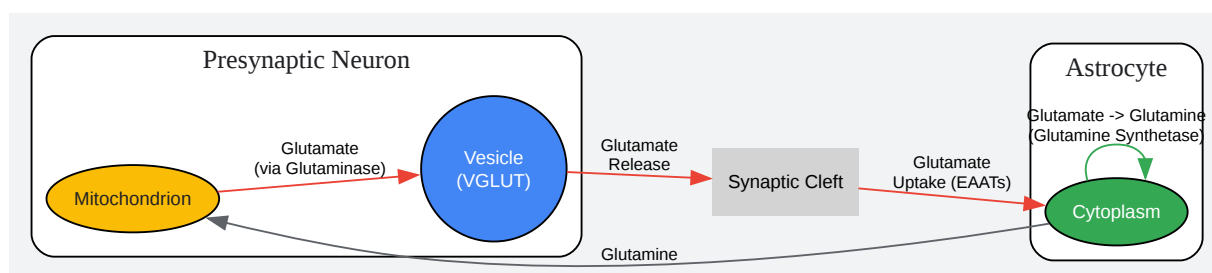 Presynaptic Neuron
Astrocyte
Glutamate -> Glutamine
(Glutamine Synthetase)
Glutamate
(via Glutaminase)
Vesicle
(VGLUT)
Glutamate
Release
Glutamate
Uptake (EAATs)
Mitochondrion
Synaptic Cleft
Cytoplasm
Glutamine